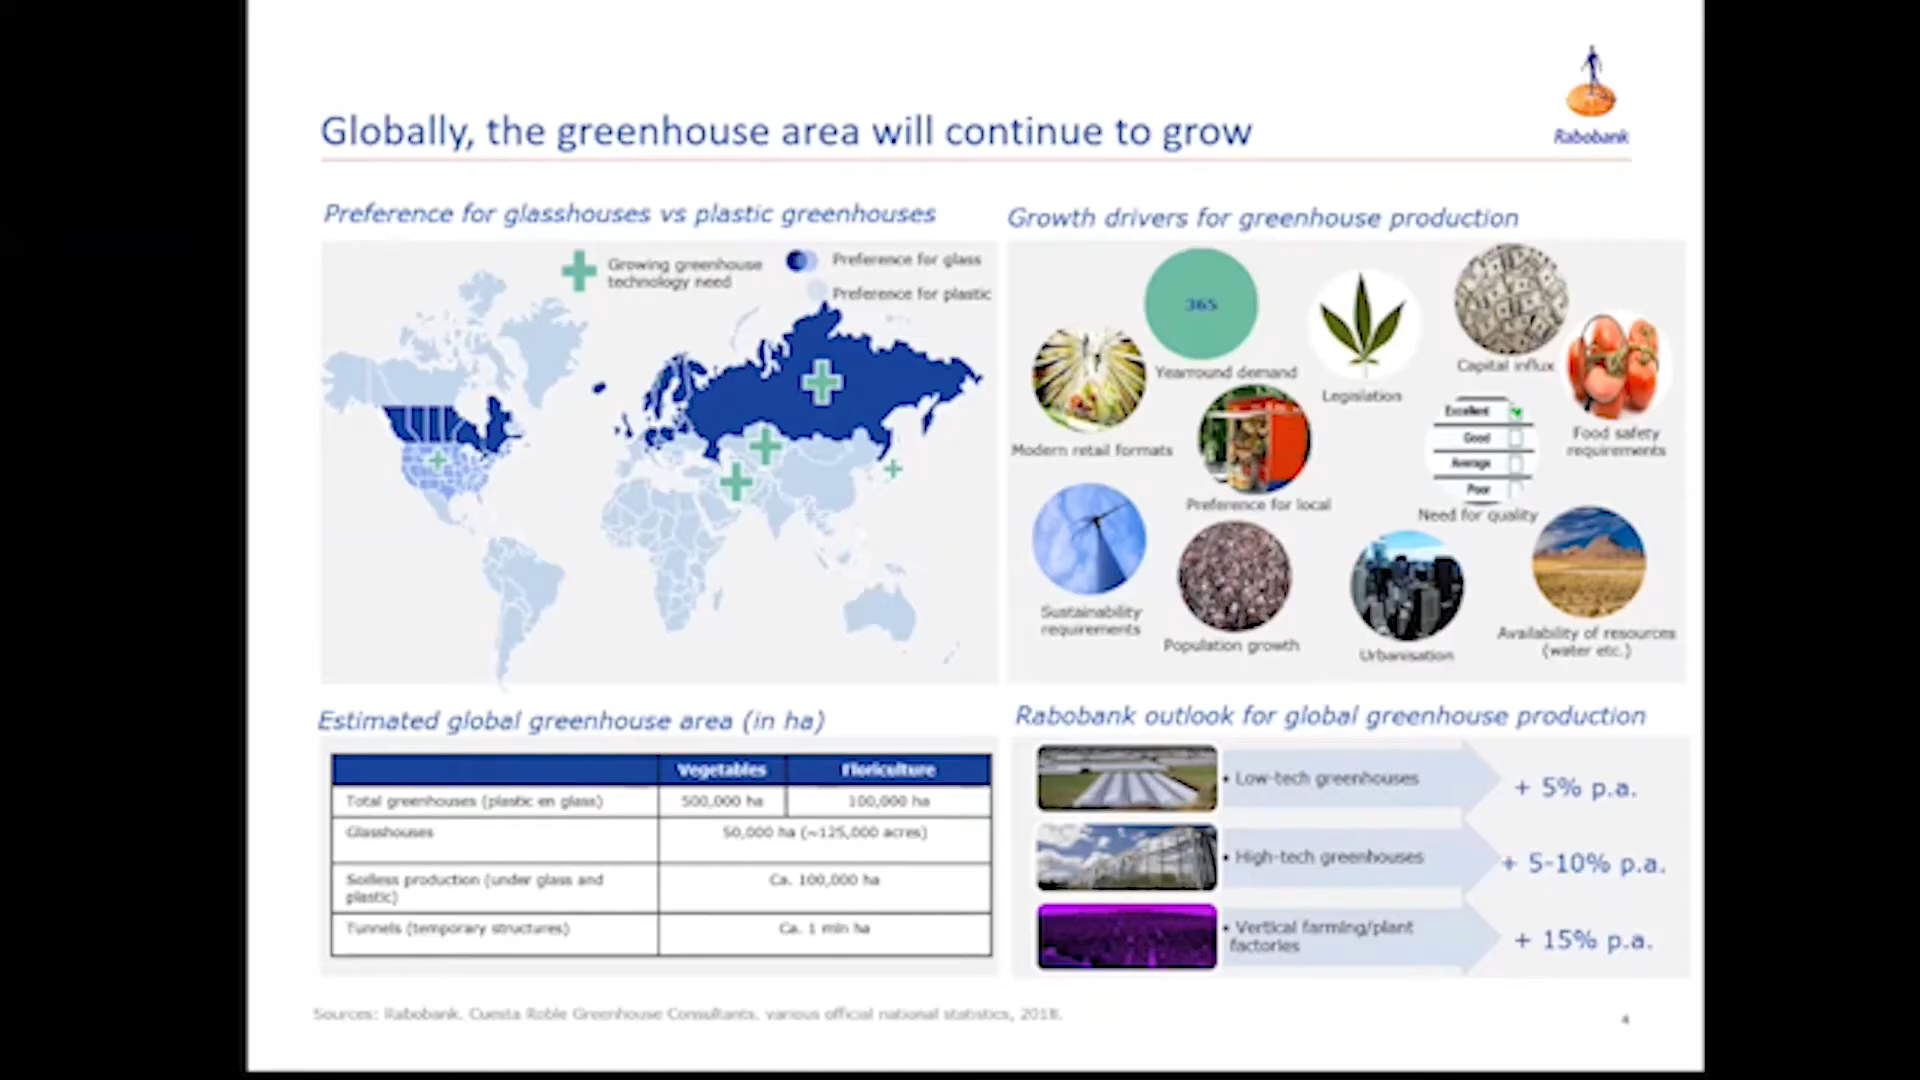 Rabobank
Globally, the greenhouse area will continue to grow
Preference for glasshouses vs plastic greenhouses
Growing greenhouse
technology need
Preference for glass
Preference for plastic
Growth drivers for greenhouse production
365
Yearround demand
Legislation
Capital influx
Modern retail formats
Preference for local
Excellent
Good
Average
Poor
Need for quality
Food safety
requirements
Sustainability
requirements
Population growth
Urbanisation
Availability of resources
(water etc.)
Estimated global greenhouse area (in ha)
Vegetables Floriculture
Total greenhouses (plastic en glass) 500,000 ha 100,000 ha
Glasshouses 50,000 ha (~125,000 acres)
Soilless production (under glass and
plastic) Ca. 100,000 ha
Tunnels (temporary structures) Ca. 1 mln ha
Rabobank outlook for global greenhouse production
• Low-tech greenhouses + 5% p.a.
• High-tech greenhouses + 5-10% p.a.
• Vertical farming/plant
factories + 15% p.a.
Sources: Rabobank, Cuesta Roble Greenhouse Consultants, various official national statistics, 2018.
4